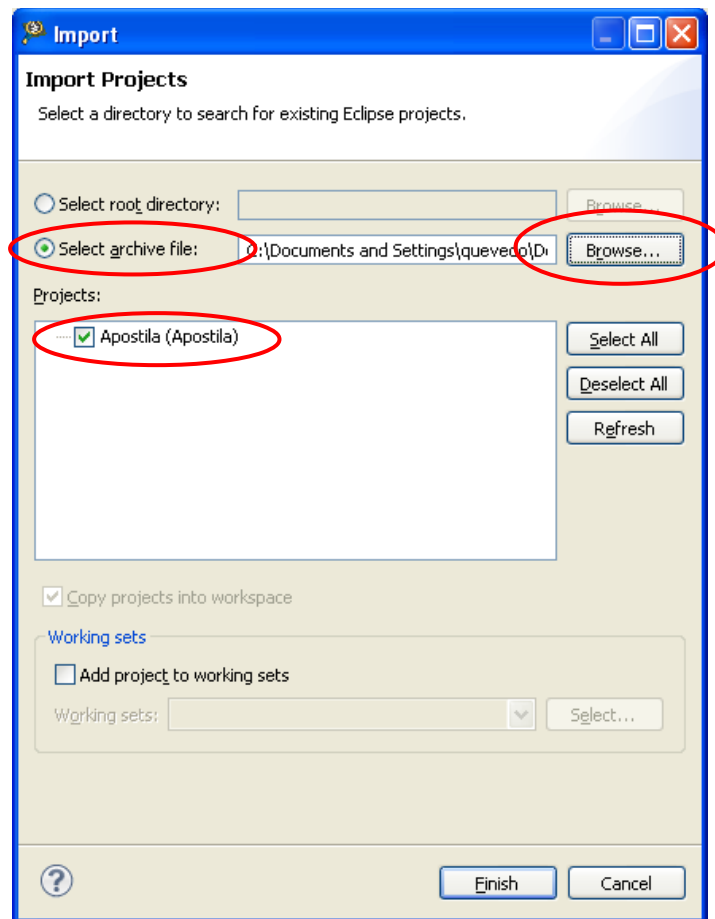 Import
Import Projects
Select a directory to search for existing Eclipse projects.
Select root directory:
Browse...
Select archive file:
C:\Documents and Settings\quevedo\D
Browse...
Projects:
Apostila (Apostila)
Select All
Deselect All
Refresh
Copy projects into workspace
Working sets
Add project to working sets
Working sets:
Select...
Finish
Cancel